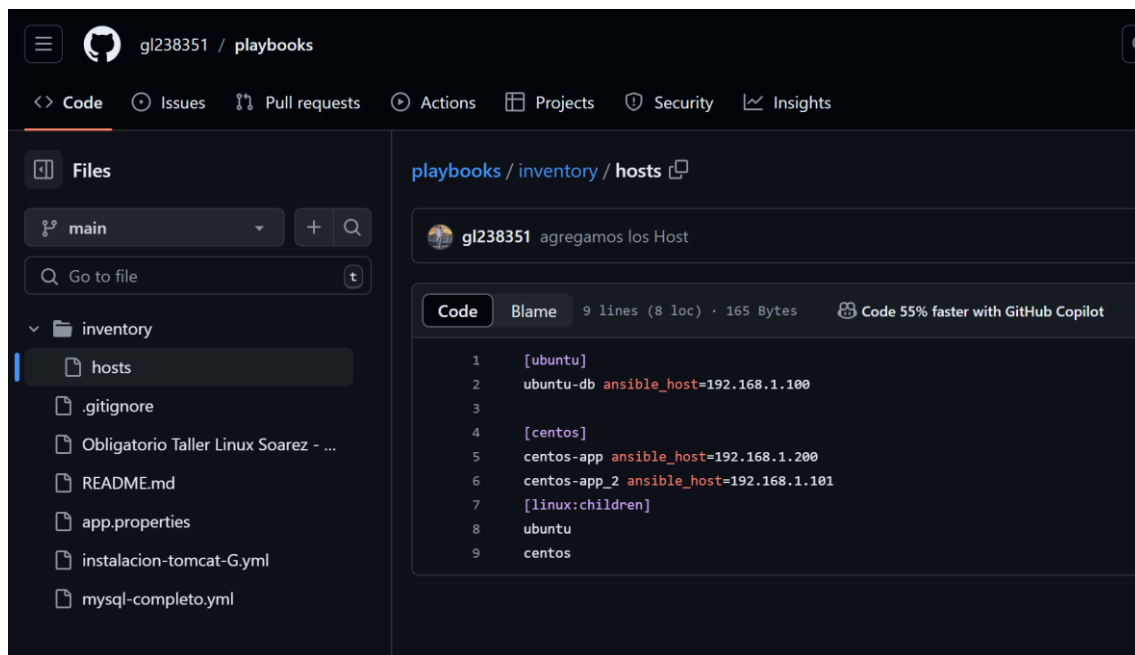 gl238351 / playbooks
Code Issues Pull requests Actions Projects Security Insights
Files
main
Go to file t
inventory
hosts
.gitignore
Obligatorio Taller Linux Soarez - ...
README.md
app.properties
instalacion-tomcat-G.yml
mysql-completo.yml
playbooks / inventory / hosts
gl238351 agregamos los Host
Code Blame 9 lines (8 loc) · 165 Bytes Code 55% faster with GitHub Copilot
1 [ubuntu]
2 ubuntu-db ansible_host=192.168.1.100
3
4 [centos]
5 centos-app ansible_host=192.168.1.200
6 centos-app_2 ansible_host=192.168.1.101
7 [linux:children]
8 ubuntu
9 centos